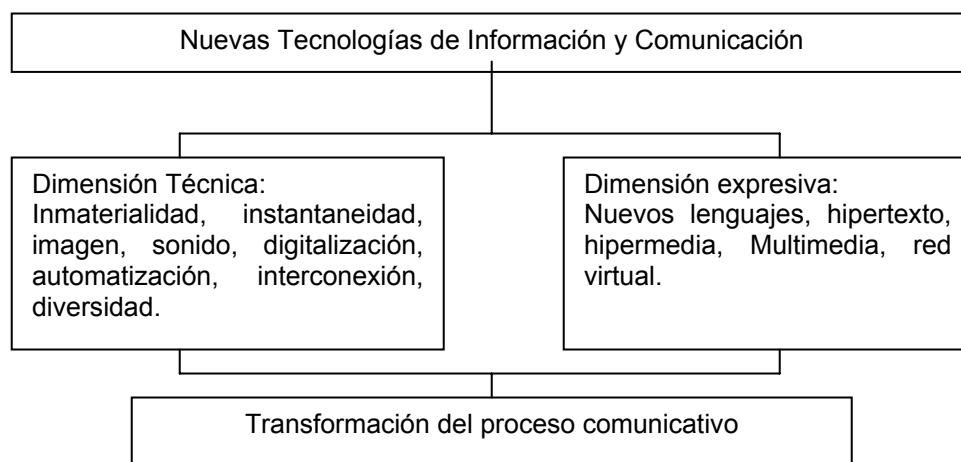 Nuevas Tecnologías de Información y Comunicación
Dimensión Técnica:
Inmaterialidad, instantaneidad,
imagen, sonido, digitalización,
automatización, interconexión,
diversidad.
Dimensión expresiva:
Nuevos lenguajes, hipertexto,
hipermedia, Multimedia, red
virtual.
Transformación del proceso comunicativo